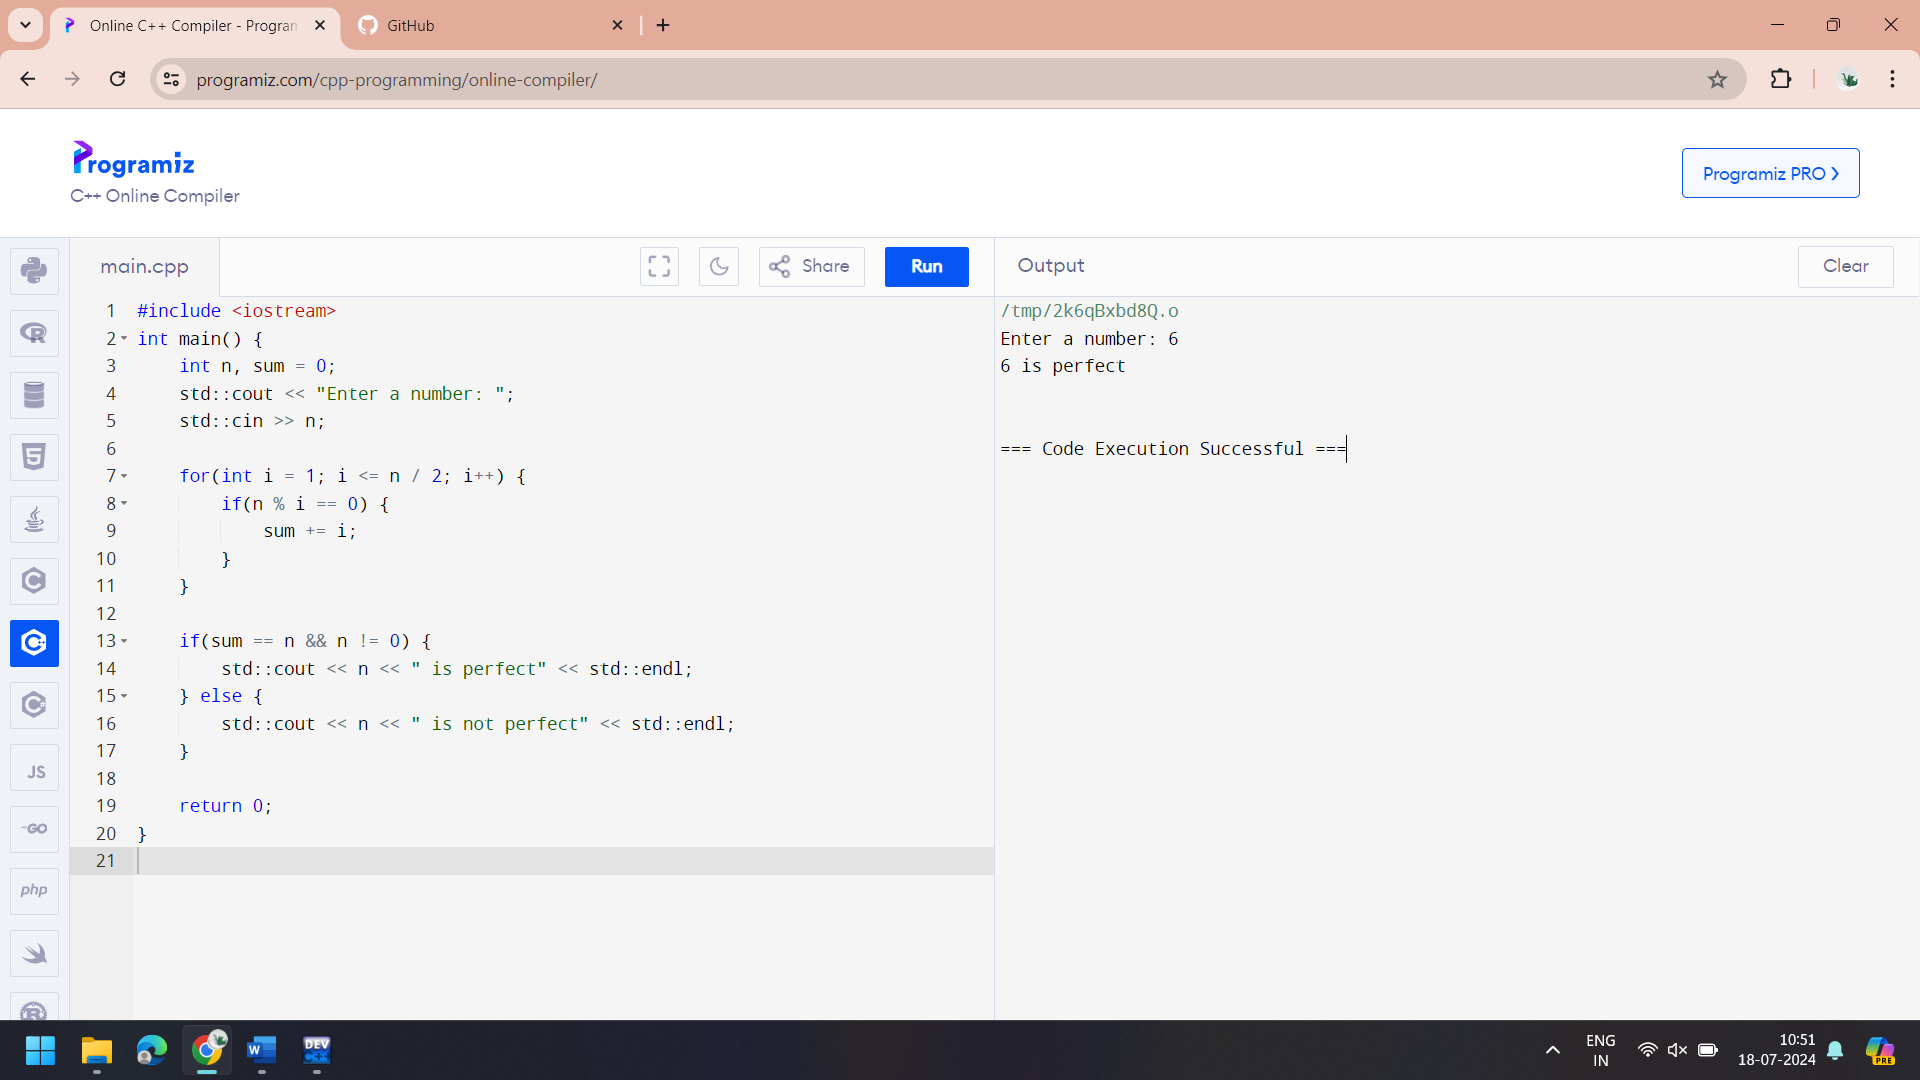 Online C++ Compiler - Program
GitHub
programiz.com/cpp-programming/online-compiler/
Programiz
C++ Online Compiler
Programiz PRO
main.cpp
Share
Run
Output
Clear
1 #include <iostream>
2 int main() {
3 int n, sum = 0;
4 std::cout << "Enter a number: ";
5 std::cin >> n;
6
7 for(int i = 1; i <= n / 2; i++) {
8 if(n % i == 0) {
9 sum += i;
10 }
11 }
12
13 if(sum == n && n != 0) {
14 std::cout << n << " is perfect" << std::endl;
15 } else {
16 std::cout << n << " is not perfect" << std::endl;
17 }
18
19 return 0;
20 }
21
/tmp/2k6qBxbd8Q.o
Enter a number: 6
6 is perfect
=== Code Execution Successful ===
R
5
C
C+
C#
JS
GO
php
R
W
DEV
C++
ENG
IN
10:51
18-07-2024
PRE